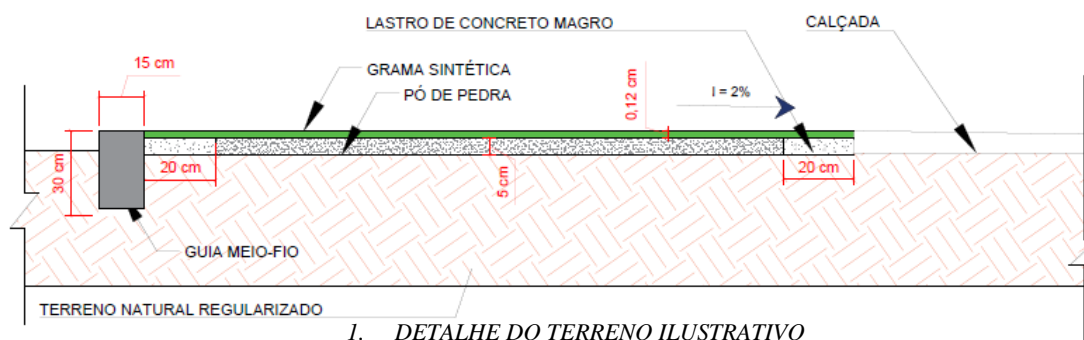 LASTRO DE CONCRETO MAGRO
CALÇADA
15 cm
GRAMA SINTÉTICA
PÓ DE PEDRA
0,12 cm
I = 2%
30 cm
20 cm
5 cm
20 cm
GUIA MEIO-FIO
TERRENO NATURAL REGULARIZADO
1. DETALHE DO TERRENO ILUSTRATIVO